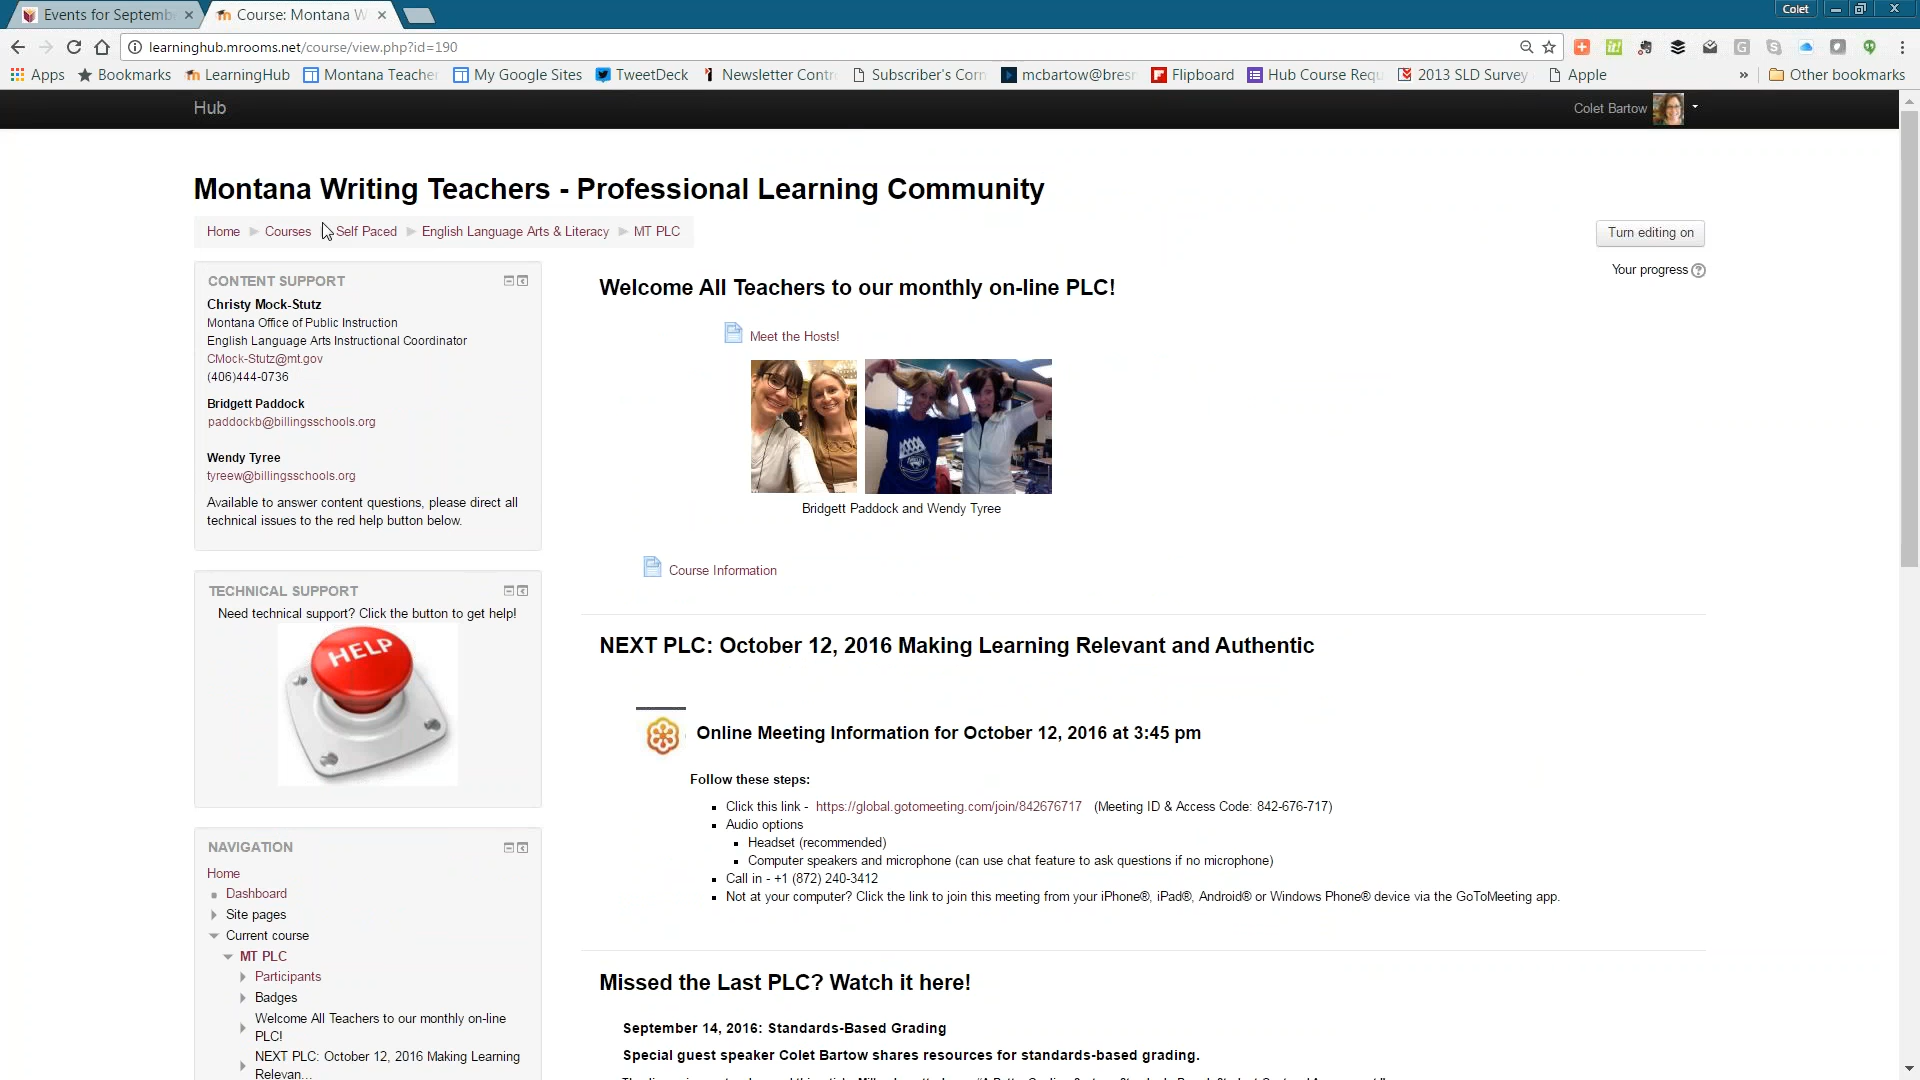 Events for Septemb
Course: Montana W
Colet
learninghub.mrooms.net/course/view.php?id=190
Apps
Bookmarks
LearningHub
Montana Teache
My Google Sites
TweetDeck
Newsletter Contr
Subscriber's Corn
mcbartow@bresn
Flipboard
Hub Course Requ
2013 SLD Survey
Apple
»
Other bookmarks
Hub
Colet Bartow
Montana Writing Teachers - Professional Learning Community
Home ► Courses ► Self Paced ► English Language Arts & Literacy ► MT PLC
Turn editing on
Your progress
CONTENT SUPPORT
Christy Mock-Stutz
Montana Office of Public Instruction
English Language Arts Instructional Coordinator
CMock-Stutz@mt.gov
(406)444-0736
Bridgett Paddock
paddockb@billingsschools.org
Wendy Tyree
tyreew@billingsschools.org
Available to answer content questions, please direct all
technical issues to the red help button below.
TECHNICAL SUPPORT
Need technical support? Click the button to get help!
HELP
NAVIGATION
Home
Dashboard
Site pages
Current course
MT PLC
Participants
Badges
Welcome All Teachers to our monthly on-line
PLC!
NEXT PLC: October 12, 2016 Making Learning
Relevan...
Welcome All Teachers to our monthly on-line PLC!
Meet the Hosts!
Bridgett Paddock and Wendy Tyree
Course Information
NEXT PLC: October 12, 2016 Making Learning Relevant and Authentic
Online Meeting Information for October 12, 2016 at 3:45 pm
Follow these steps:
Click this link - https://global.gotomeeting.com/join/842676717 (Meeting ID & Access Code: 842-676-717)
Audio options
Headset (recommended)
Computer speakers and microphone (can use chat feature to ask questions if no microphone)
Call in - +1 (872) 240-3412
Not at your computer? Click the link to join this meeting from your iPhone®, iPad®, Android® or Windows Phone® device via the GoToMeeting app.
Missed the Last PLC? Watch it here!
September 14, 2016: Standards-Based Grading
Special guest speaker Colet Bartow shares resources for standards-based grading.